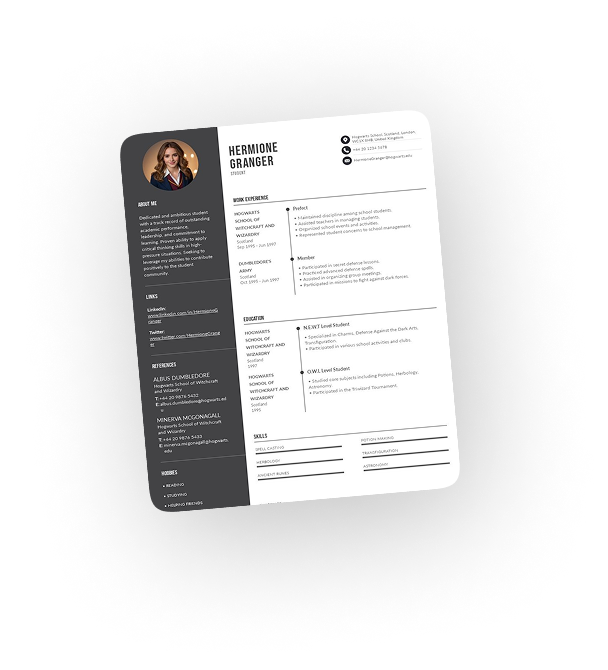 HERMIONE
GRANGER
STUDENT
Hogwarts School, Scotland, London,
WC1X 0HB, United Kingdom
+44 20 1234 5678
HermioneGranger@hogwarts.edu
ABOUT ME
Dedicated and ambitious student
with a track record of outstanding
academic performance,
leadership, and commitment to
learning. Proven ability to apply
critical thinking skills in high-
pressure situations. Seeking to
leverage my abilities to contribute
positively to the student
community.
LINKS
Linkedin:
www.linkedin.com/in/HermioneG
ranger
Twitter:
www.twitter.com/HermioneGrang
er
REFERENCES
ALBUS DUMBLEDORE
Hogwarts School of Witchcraft
and Wizardry
T: +44 20 9876 5432
E: albus.dumbledore@hogwarts.ed
u
MINERVA MCGONAGALL
Hogwarts School of Witchcraft
and Wizardry
T: +44 20 9876 5433
E: minerva.mcgonagall@hogwarts.
edu
HOBBIES
• READING
• STUDYING
• HELPING FRIENDS
WORK EXPERIENCE
HOGWARTS
SCHOOL OF
WITCHCRAFT AND
WIZARDRY
Scotland
Sep 1995 - Jun 1997
Prefect
• Maintained discipline among school students.
• Assisted teachers in managing students.
• Organized school events and activities.
• Represented student concerns to school management.
DUMBLEDORE'S
ARMY
Scotland
Oct 1995 - Jun 1997
Member
• Participated in secret defense lessons.
• Practiced advanced defense spells.
• Assisted in organizing group meetings.
• Participated in missions to fight against dark forces.
EDUCATION
HOGWARTS
SCHOOL OF
WITCHCRAFT AND
WIZARDRY
Scotland
1997
N.E.W.T Level Student
• Specialized in Charms, Defense Against the Dark Arts,
Transfiguration.
• Participated in various school activities and clubs.
HOGWARTS
SCHOOL OF
WITCHCRAFT AND
WIZARDRY
Scotland
1995
O.W.L Level Student
• Studied core subjects including Potions, Herbology,
Astronomy.
• Participated in the Triwizard Tournament.
SKILLS
SPELL CASTING
POTION MAKING
HERBOLOGY
TRANSFIGURATION
ANCIENT RUNES
ASTRONOMY